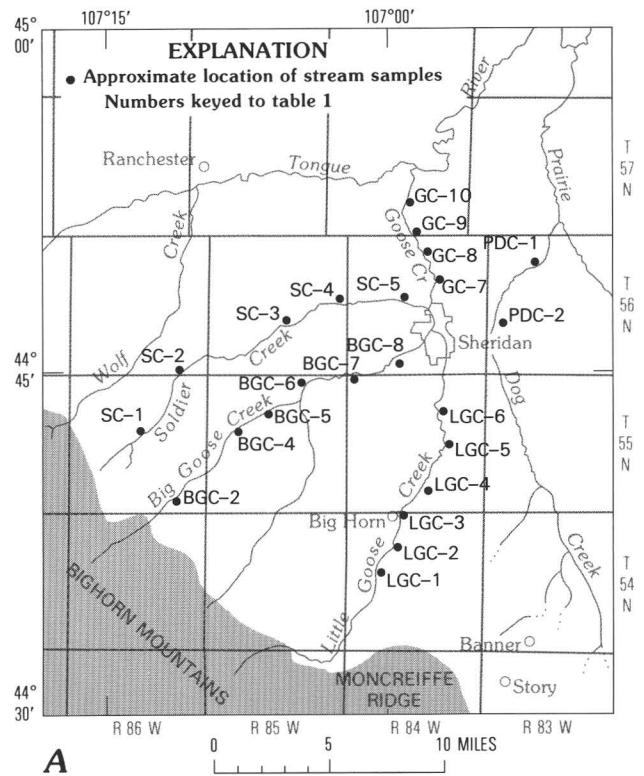 107°15'
107°00'
45°
00'
EXPLANATION
● Approximate location of stream samples
Numbers keyed to table 1
River
Ranchester
Tongue
Prairie
T
57
N
GC–10
GC–9
Goose Cr
GC–8
PDC–1
GC–7
Creek
SC–5
SC–4
SC–3
PDC–2
T
56
N
Sheridan
BGC–8
BGC–7
44°
45'
SC–2
Wolf
Creek
BGC–6
Dog
SC–1
Soldier
BGC–5
BGC–4
LGC–6
LGC–5
T
55
N
Big Goose Creek
BGC–2
LGC–4
Creek
Big Horn
LGC–3
LGC–2
LGC–1
Goose
Creek
T
54
N
BIGHORN MOUNTAINS
Little
Banner
MONCREIFFE
RIDGE
Story
44°
30'
R 86 W
R 85 W
R 84 W
R 83 W
A
0 5 10 MILES